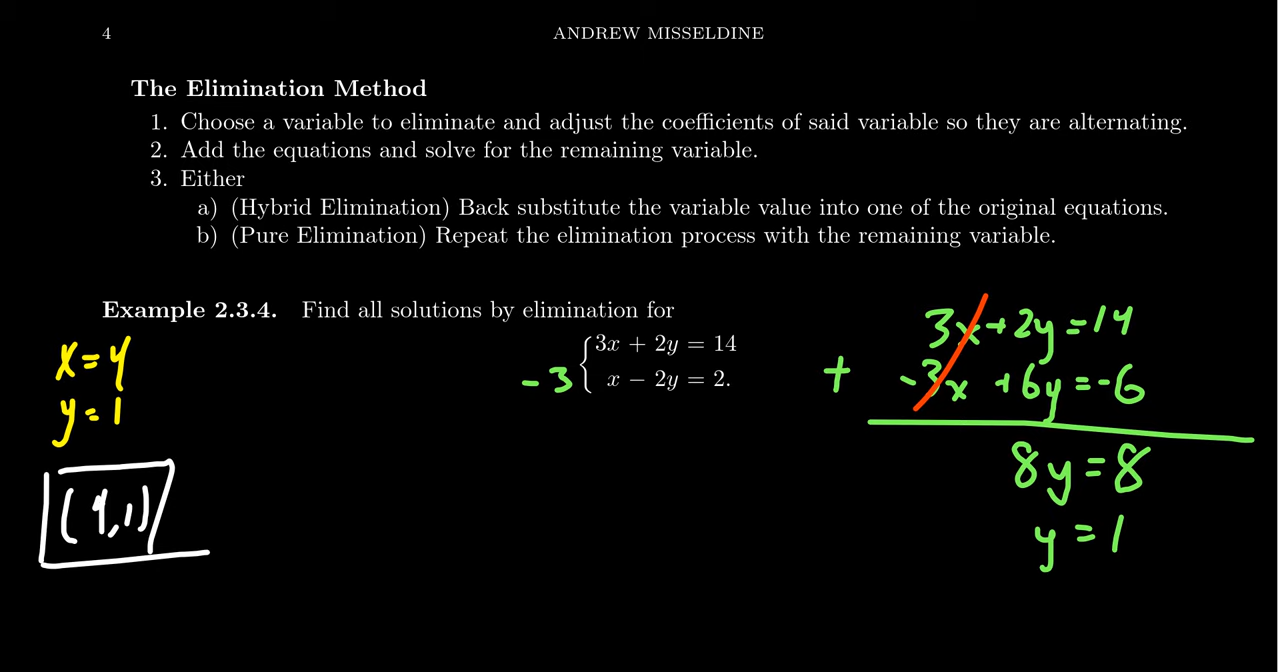 4
ANDREW MISSELDINE
The Elimination Method
1. Choose a variable to eliminate and adjust the coefficients of said variable so they are alternating.
2. Add the equations and solve for the remaining variable.
3. Either
a) (Hybrid Elimination) Back substitute the variable value into one of the original equations.
b) (Pure Elimination) Repeat the elimination process with the remaining variable.
Example 2.3.4. Find all solutions by elimination for
3x + 2y = 14
-3 x − 2y = 2.
x = 4
y = 1
(4,1)
3x + 2y = 14
+ -3x + 6y = -6
8y = 8
y = 1